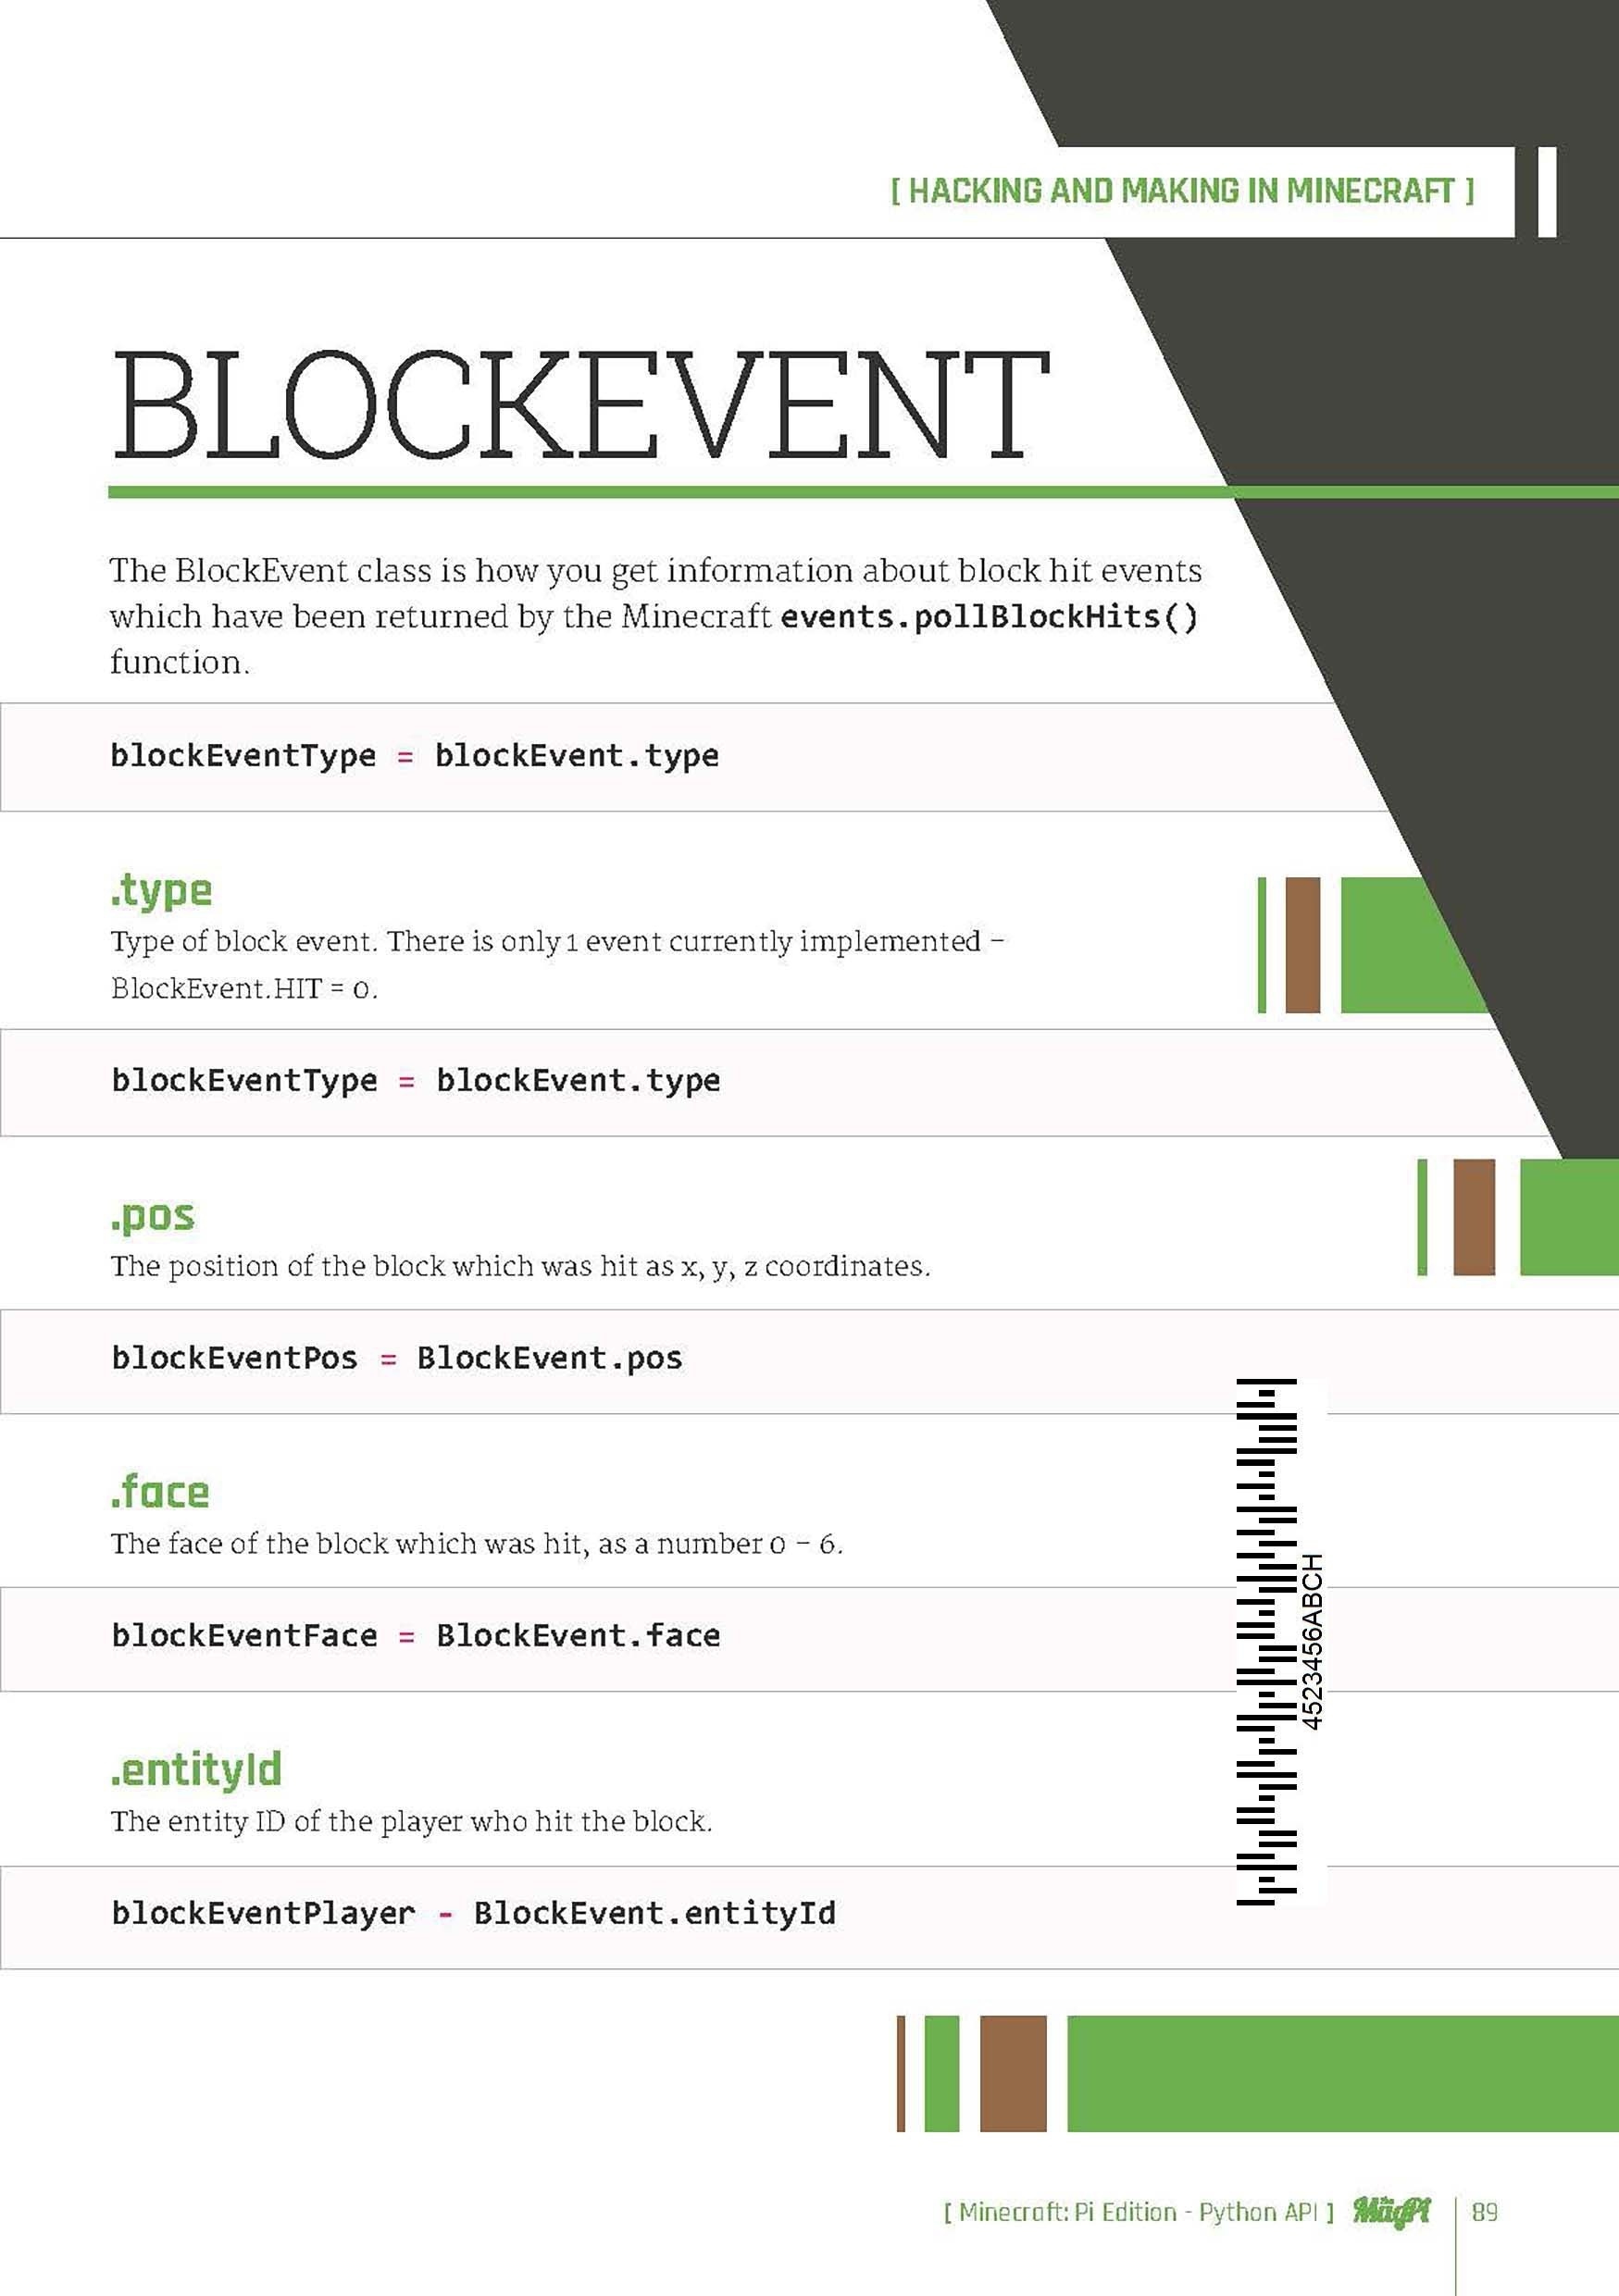 [ HACKING AND MAKING IN MINECRAFT ]
BLOCKEVENT
The BlockEvent class is how you get information about block hit events
which have been returned by the Minecraft events.pollBlockHits()
function.
blockEventType = blockEvent.type
.type
Type of block event. There is only 1 event currently implemented –
BlockEvent.HIT = 0.
blockEventType = blockEvent.type
.pos
The position of the block which was hit as x, y, z coordinates.
blockEventPos = BlockEvent.pos
.face
The face of the block which was hit, as a number 0 – 6.
blockEventFace = BlockEvent.face
4523456ABCH
.entityId
The entity ID of the player who hit the block.
blockEventPlayer - BlockEvent.entityId
[ Minecraft: Pi Edition - Python API ] The MagPi 89